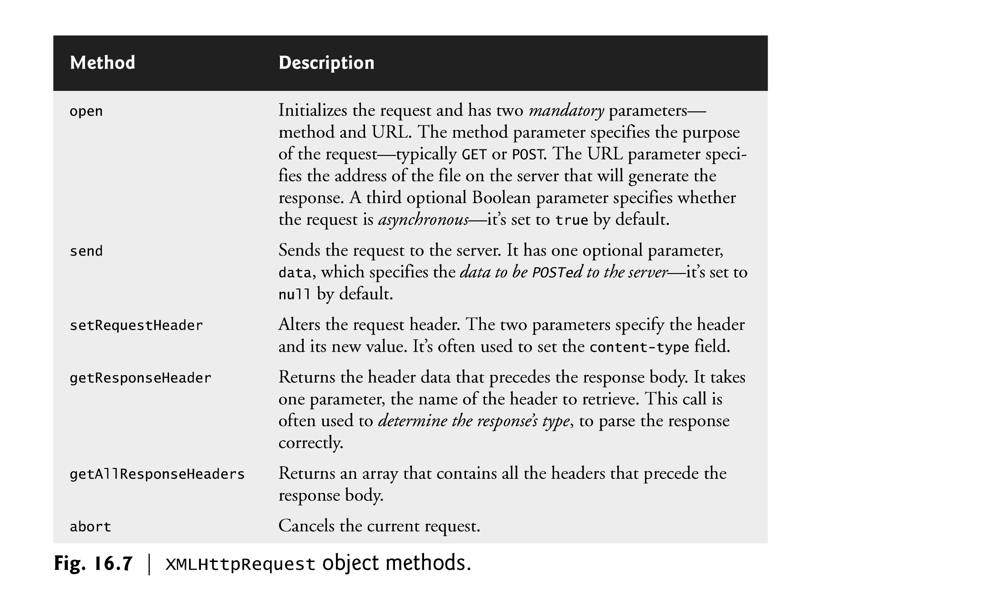 Method Description
open Initializes the request and has two mandatory parameters—
method and URL. The method parameter specifies the purpose
of the request—typically GET or POST. The URL parameter speci-
fies the address of the file on the server that will generate the
response. A third optional Boolean parameter specifies whether
the request is asynchronous—it’s set to true by default.
send Sends the request to the server. It has one optional parameter,
data, which specifies the data to be POSTed to the server—it’s set to
null by default.
setRequestHeader Alters the request header. The two parameters specify the header
and its new value. It’s often used to set the content-type field.
getResponseHeader Returns the header data that precedes the response body. It takes
one parameter, the name of the header to retrieve. This call is
often used to determine the response’s type, to parse the response
correctly.
getAllResponseHeaders Returns an array that contains all the headers that precede the
response body.
abort Cancels the current request.
Fig. 16.7 | XMLHttpRequest object methods.